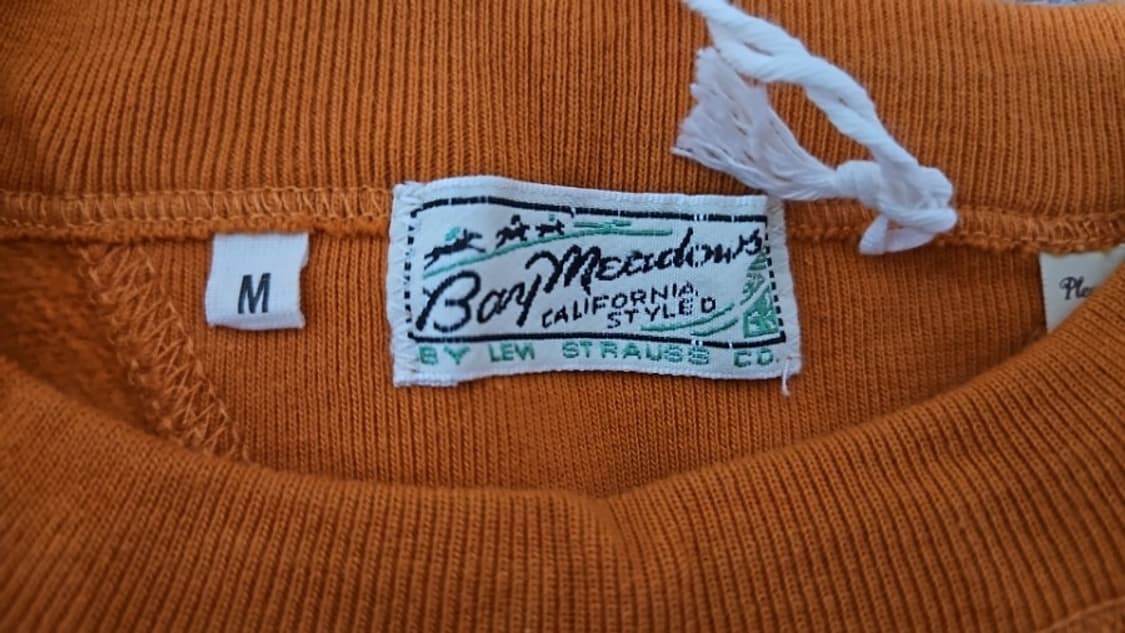 M
Bay Meadows
CALIFORNIA
STYLED
BY LEVI STRAUSS CO.